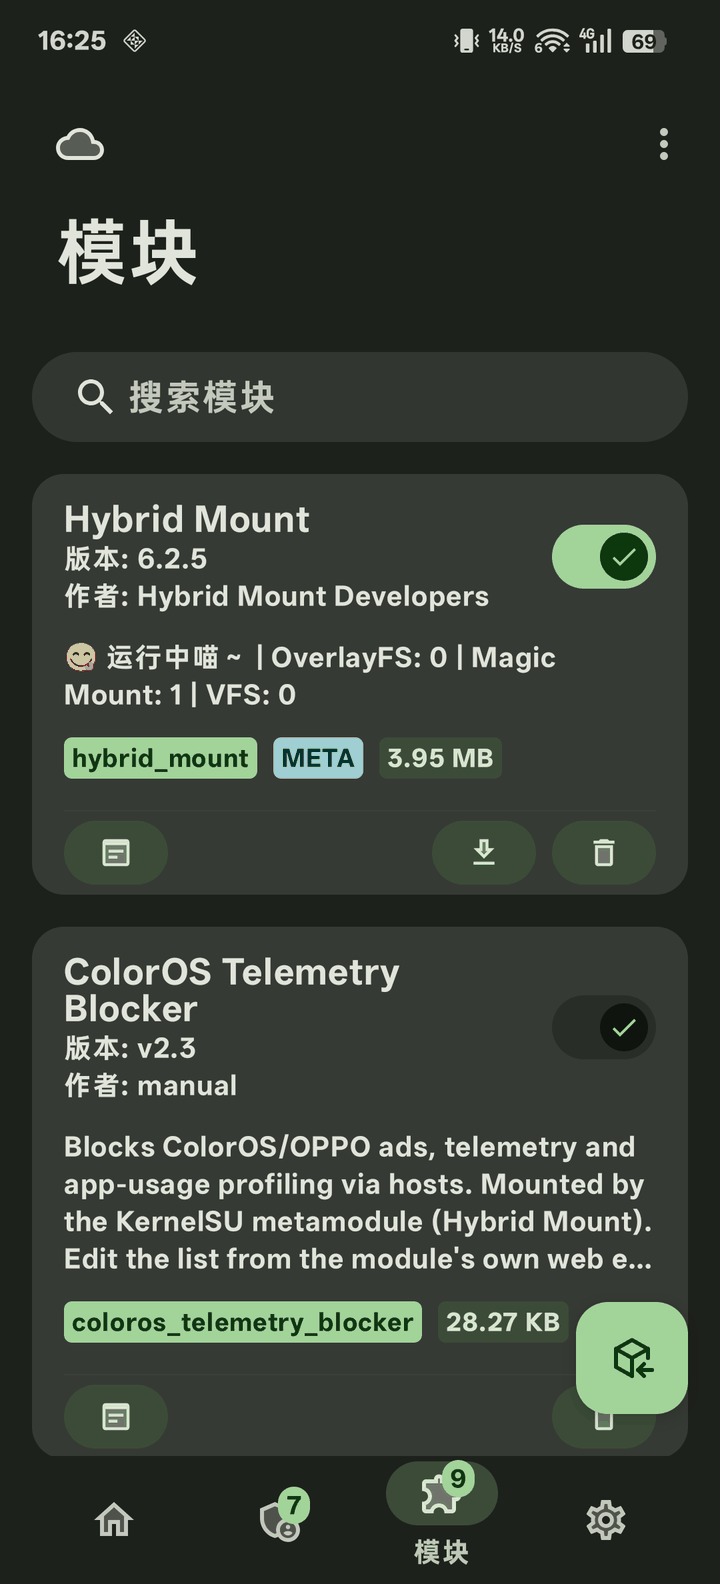 16:25
14.0
KB/S
6
4G
69
模块
搜索模块
Hybrid Mount
版本: 6.2.5
作者: Hybrid Mount Developers
运行中喵 ~ | OverlayFS: 0 | Magic
Mount: 1 | VFS: 0
hybrid_mount
META
3.95 MB
ColorOS Telemetry
Blocker
版本: v2.3
作者: manual
Blocks ColorOS/OPPO ads, telemetry and
app-usage profiling via hosts. Mounted by
the KernelSU metamodule (Hybrid Mount).
Edit the list from the module's own web e...
coloros_telemetry_blocker
28.27 KB
7
9
模块